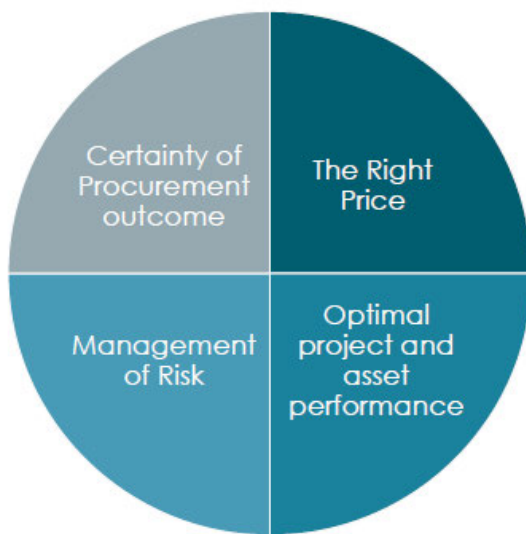 Certainty of
Procurement
outcome
The Right
Price
Management
of Risk
Optimal
project and
asset
performance